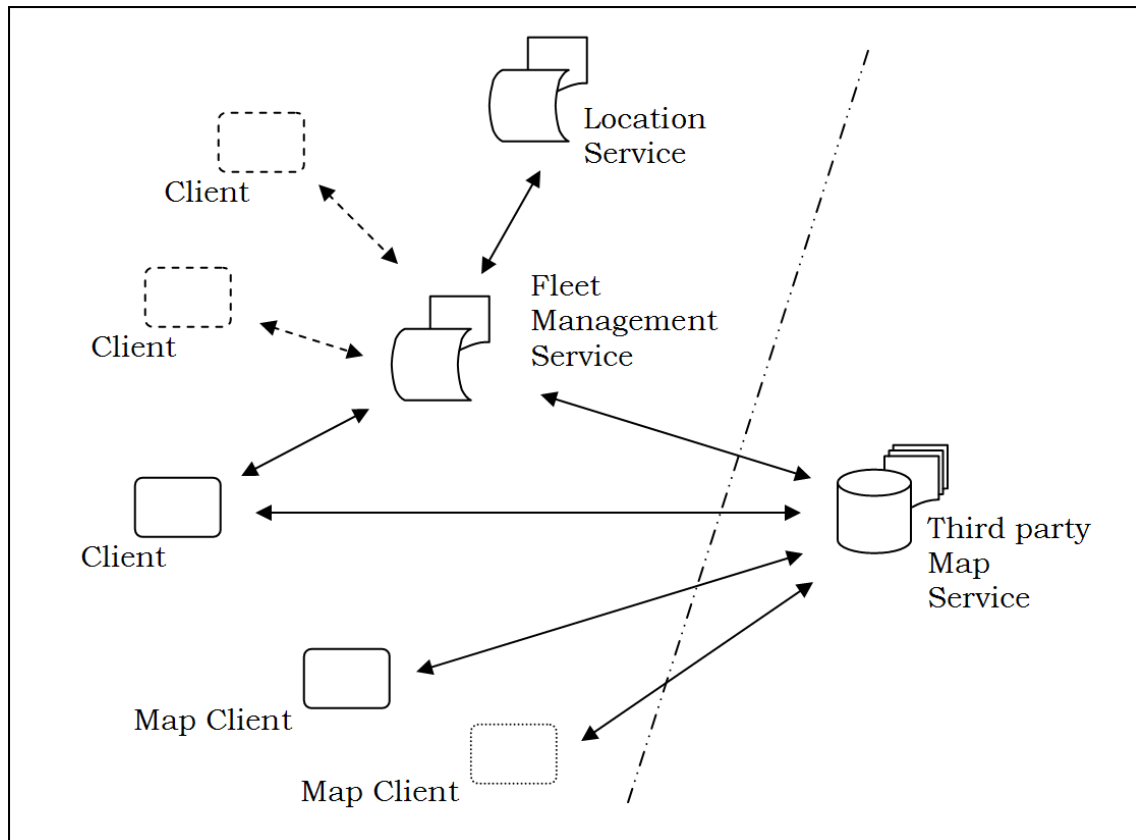 Location
Service
Client
Fleet
Management
Service
Client
Client
Third party
Map
Service
Map Client
Map Client